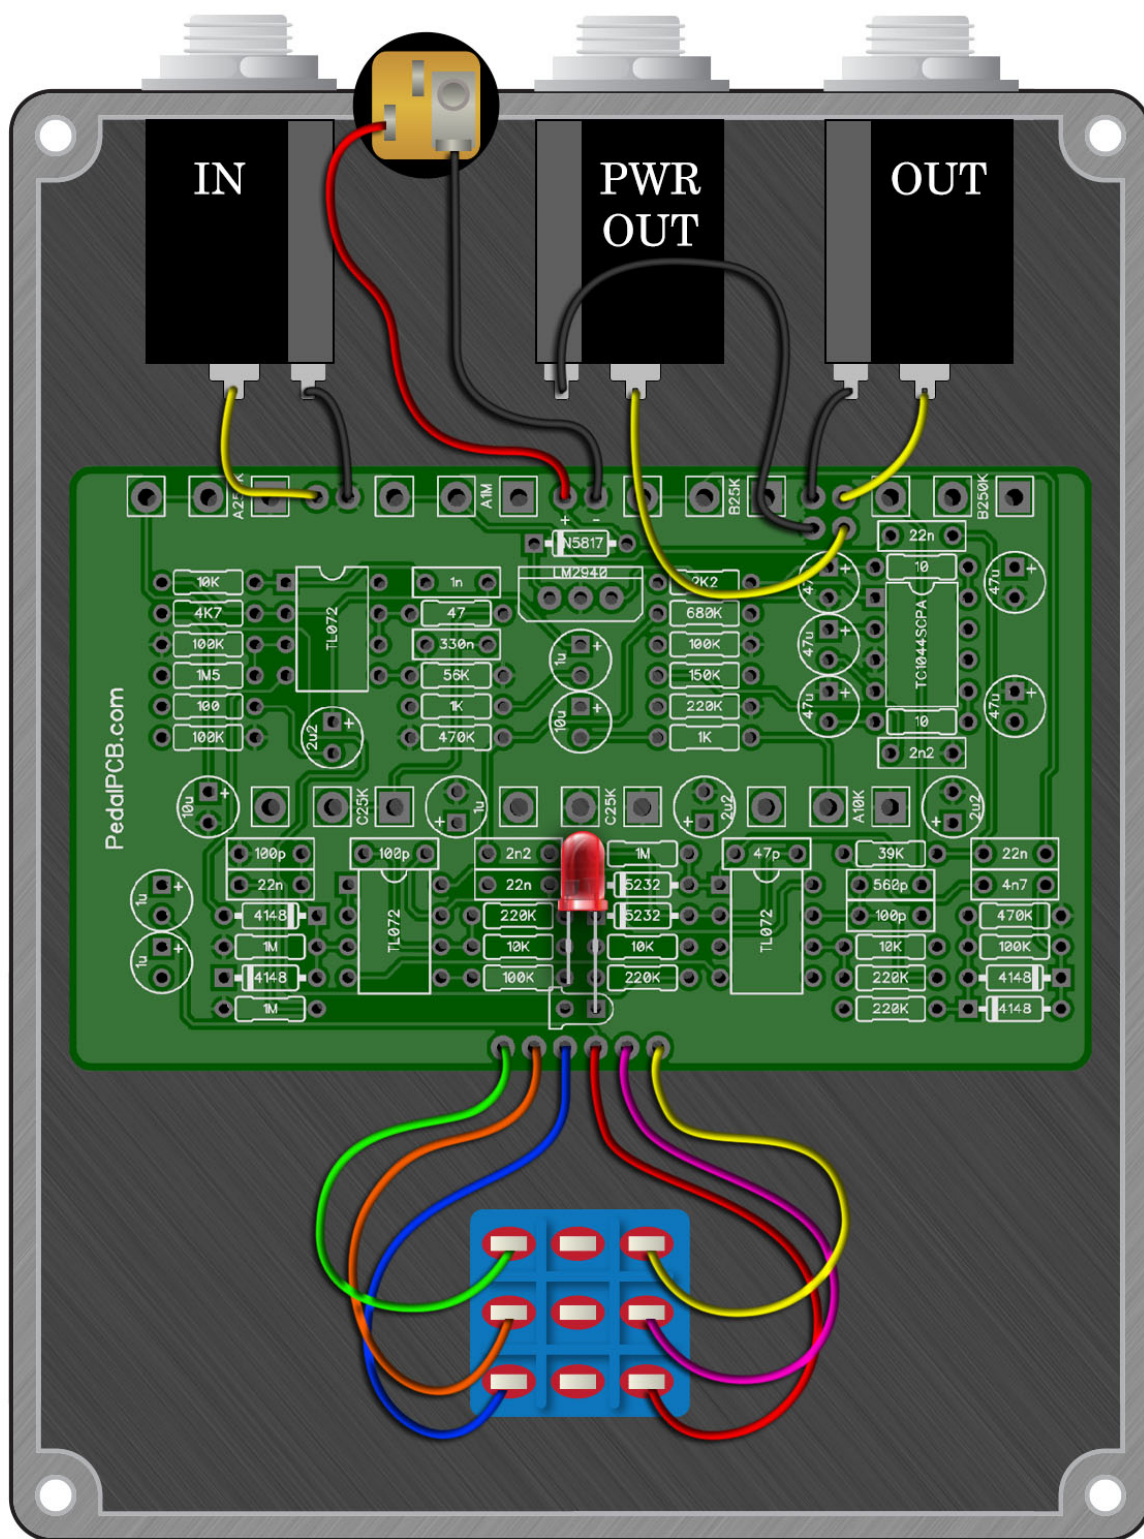 IN
PWR
OUT
OUT
A1M
B25K
B250K
+
-
N5817
22n
LM2940
10K
1n
2K2
10
47u
4K7
TL072
47
680K
100K
330n
1u
+
100K
47u
+
TC1044SCPA
1M5
56K
150K
100
1K
220K
47u
+
47u
+
2u2
+
10u
+
10
100K
470K
1K
2n2
PedalPCB.com
10u
+
C25K
1u
+
C25K
2u2
+
A10K
2u2
+
100p
100p
2n2
1M
47p
39K
22n
1u
+
22n
22n
5232
560p
4n7
4148
TL072
220K
5232
TL072
100p
470K
1u
+
1M
10K
10K
10K
100K
4148
100K
220K
220K
4148
1M
220K
4148